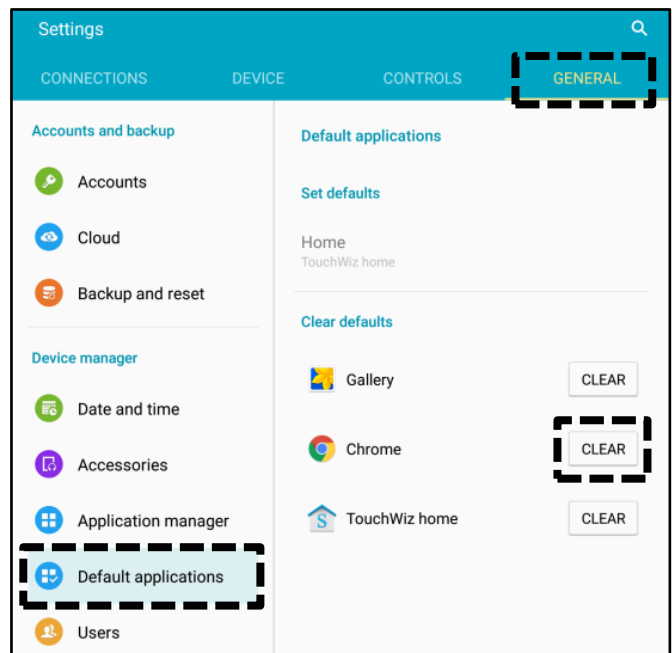 Settings
CONNECTIONS DEVICE CONTROLS GENERAL
Accounts and backup
Accounts
Cloud
Backup and reset
Device manager
Date and time
Accessories
Application manager
Default applications
Users
Default applications
Set defaults
Home
TouchWiz home
Clear defaults
Gallery CLEAR
Chrome CLEAR
S TouchWiz home CLEAR